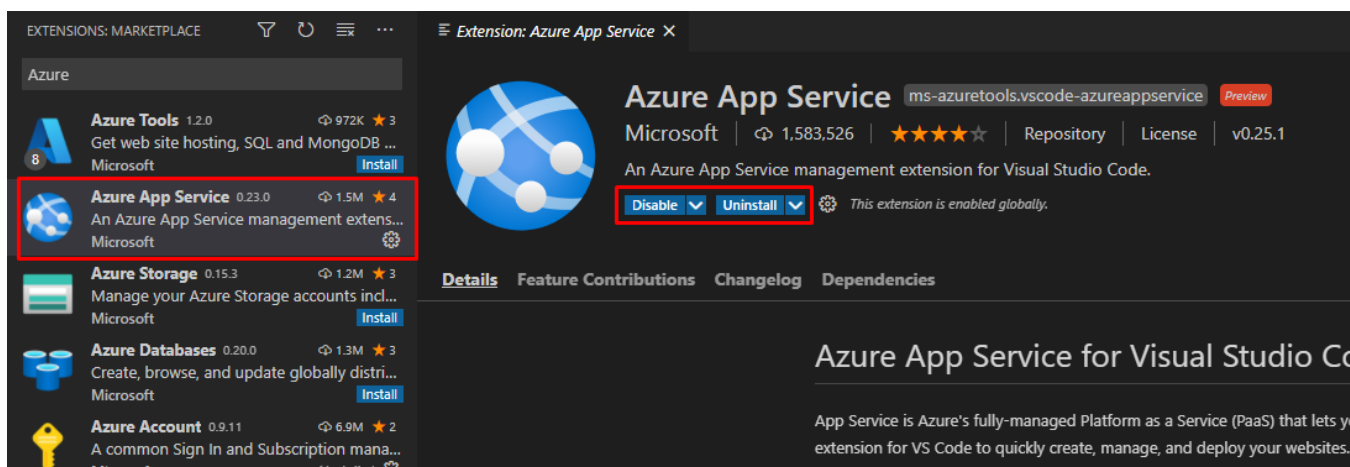 EXTENSIONS: MARKETPLACE
Azure
Azure Tools 1.2.0 972K 3
Get web site hosting, SQL and MongoDB ...
8
Microsoft Install
Azure App Service 0.23.0 1.5M 4
An Azure App Service management extens...
Microsoft
Azure Storage 0.15.3 1.2M 3
Manage your Azure Storage accounts incl...
Microsoft Install
Azure Databases 0.20.0 1.3M 3
Create, browse, and update globally distri...
Microsoft Install
Azure Account 0.9.11 6.9M 2
A common Sign In and Subscription mana...
Extension: Azure App Service
Azure App Service ms-azuretools.vscode-azureappservice Preview
Microsoft 1,583,526 Repository License v0.25.1
An Azure App Service management extension for Visual Studio Code.
Disable Uninstall This extension is enabled globally.
Details Feature Contributions Changelog Dependencies
Azure App Service for Visual Studio
App Service is Azure's fully-managed Platform as a Service (PaaS) that lets
extension for VS Code to quickly create, manage, and deploy your websites.